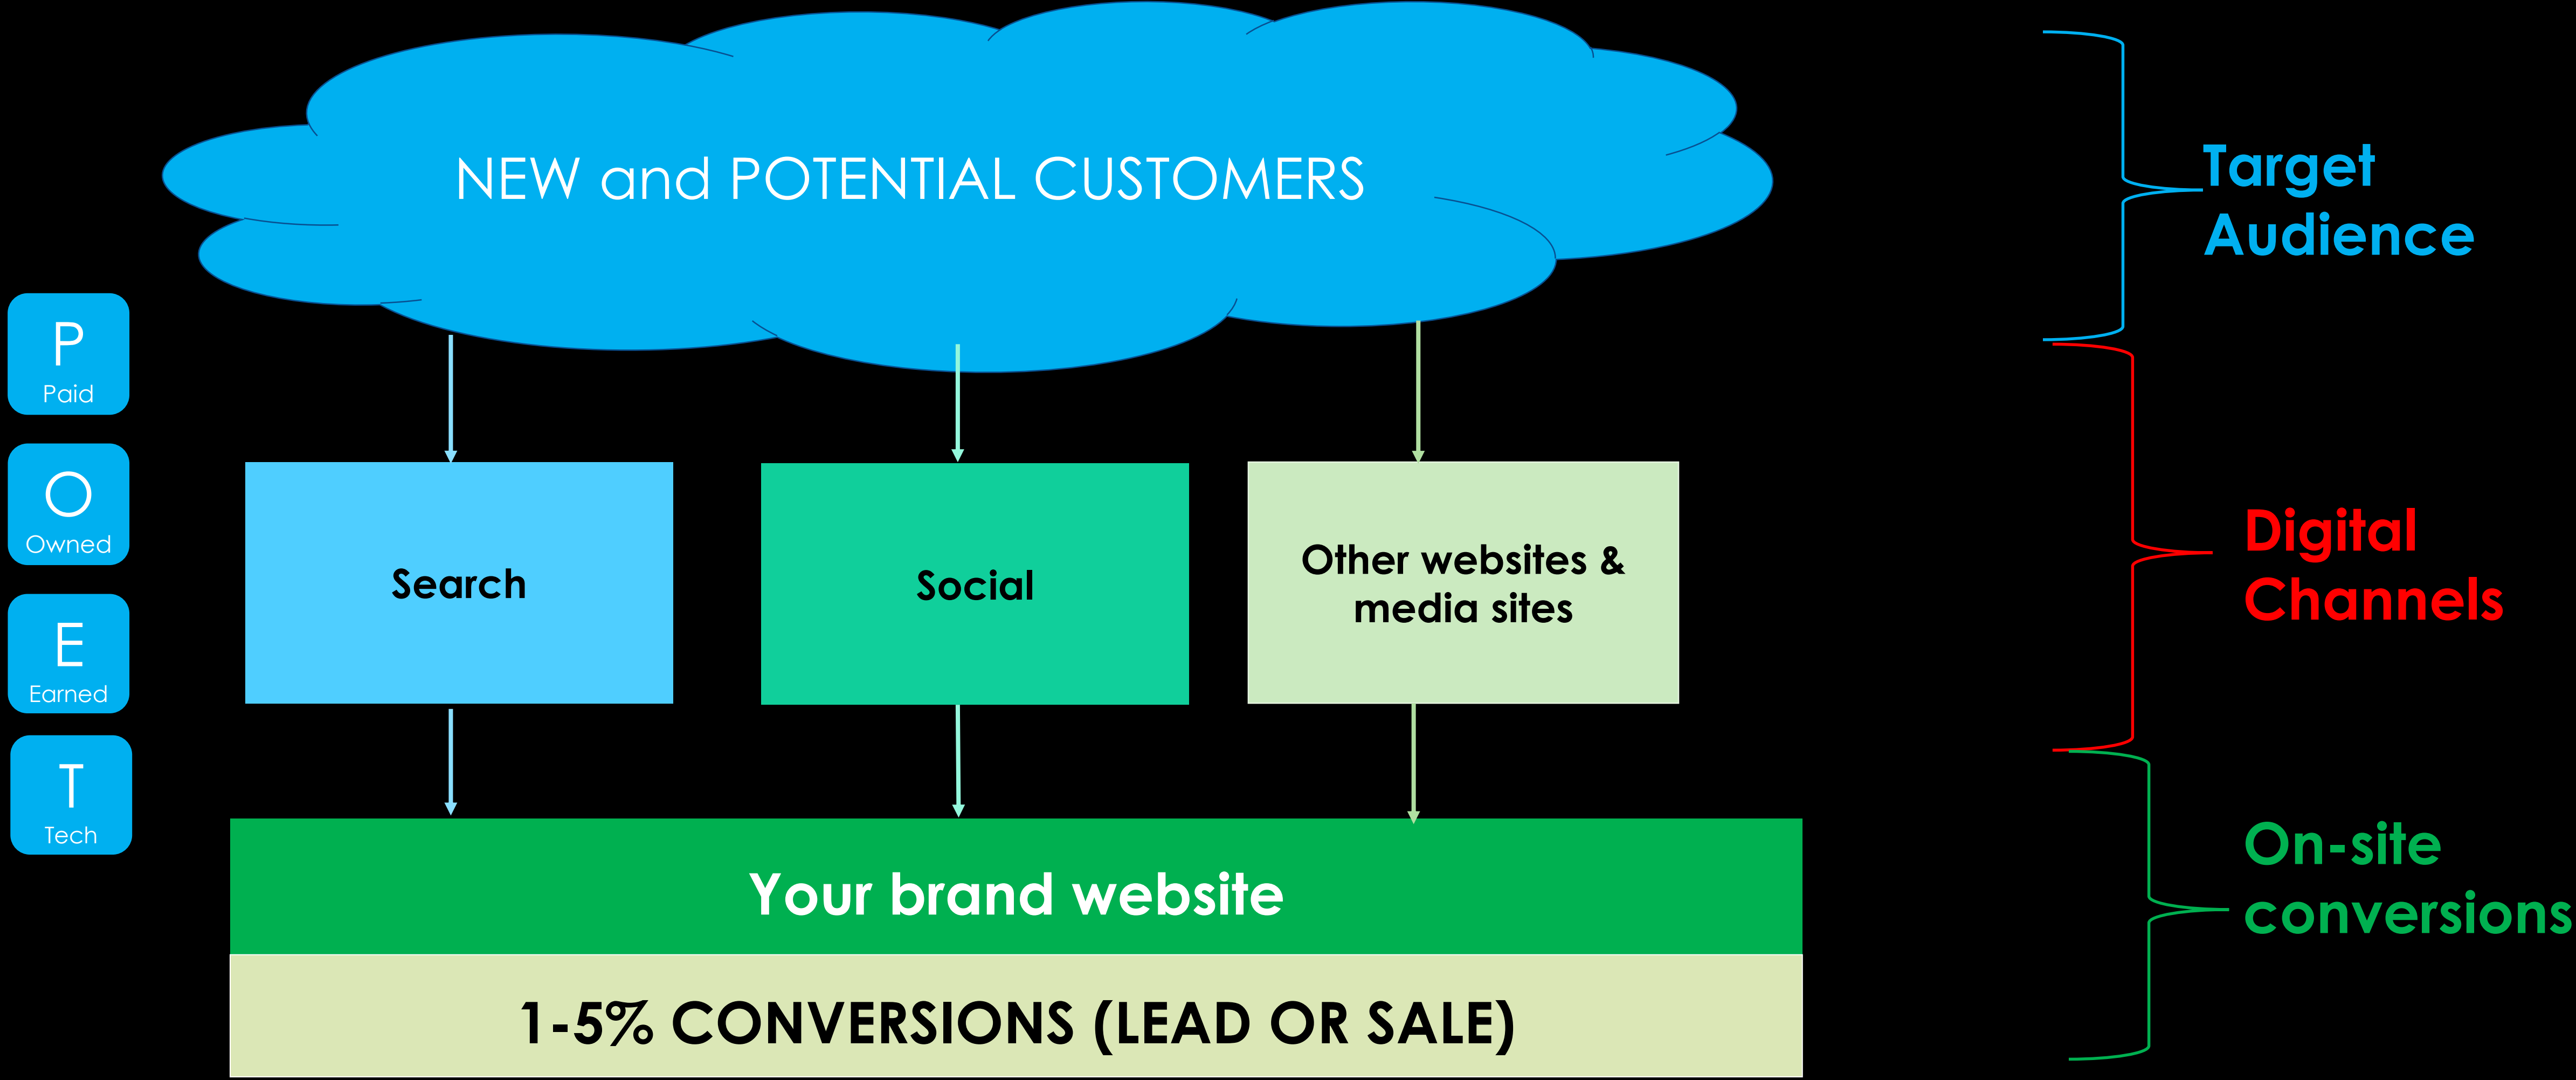 NEW and POTENTIAL CUSTOMERS
Target
Audience
P
Paid
O
Owned
E
Earned
T
Tech
Search
Social
Other websites &
media sites
Digital
Channels
Your brand website
1-5% CONVERSIONS (LEAD OR SALE)
On-site
conversions